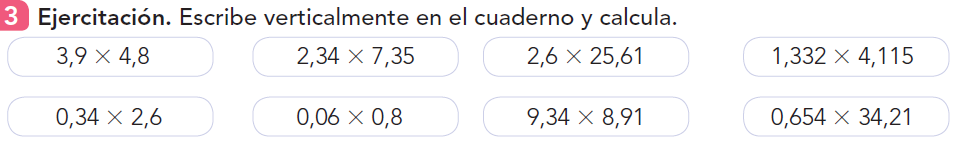 3 Ejercitación. Escribe verticalmente en el cuaderno y calcula.
3,9 × 4,8 2,34 × 7,35 2,6 × 25,61 1,332 × 4,115
0,34 × 2,6 0,06 × 0,8 9,34 × 8,91 0,654 × 34,21